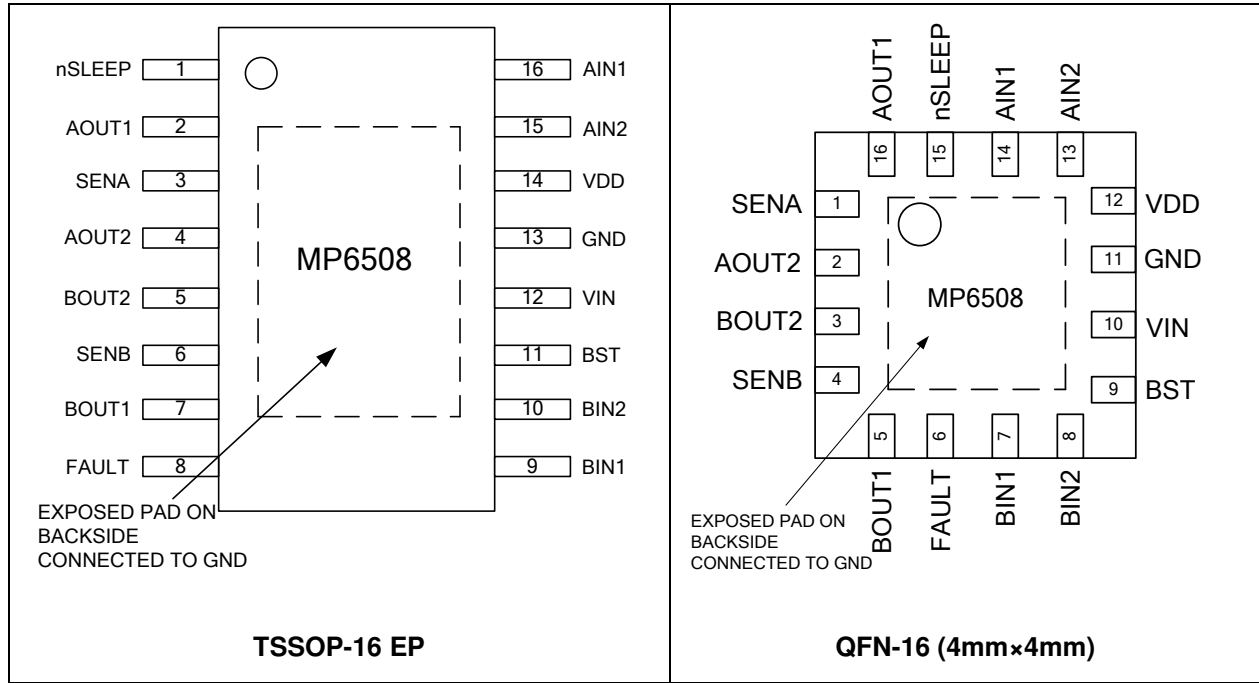 nSLEEP 1 16 AIN1
AOUT1 2 15 AIN2
SENA 3 14 VDD
AOUT2 4 13 GND
MP6508
BOUT2 5 12 VIN
SENB 6 11 BST
BOUT1 7 10 BIN2
FAULT 8 9 BIN1
EXPOSED PAD ON
BACKSIDE
CONNECTED TO GND
TSSOP-16 EP
AOUT1 nSLEEP AIN1 AIN2
16 15 14 13
SENA 1 12 VDD
AOUT2 2 11 GND
MP6508
BOUT2 3 10 VIN
SENB 4 9 BST
5 6 7 8
BOUT1 FAULT BIN1 BIN2
EXPOSED PAD ON
BACKSIDE
CONNECTED TO GND
QFN-16 (4mm×4mm)